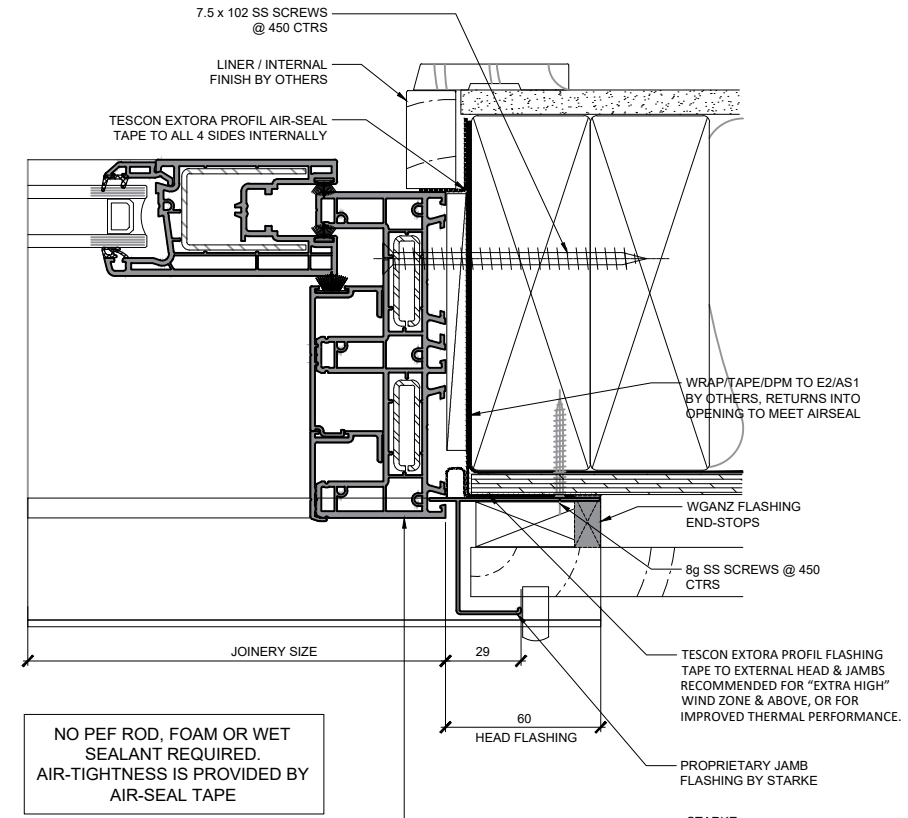 7.5 x 102 SS SCREWS
@ 450 CTRS
LINER / INTERNAL
FINISH BY OTHERS
TESCON EXTORA PROFIL AIR-SEAL
TAPE TO ALL 4 SIDES INTERNALLY
WRAP/TAPE/DPM TO E2/AS1
BY OTHERS, RETURNS INTO
OPENING TO MEET AIRSEAL
WGANZ FLASHING
END-STOPS
8g SS SCREWS @ 450
CTRS
JOINERY SIZE
29
TESCON EXTORA PROFIL FLASHING
TAPE TO EXTERNAL HEAD & JAMBS
RECOMMENDED FOR “EXTRA HIGH”
WIND ZONE & ABOVE, OR FOR
IMPROVED THERMAL PERFORMANCE.
60
HEAD FLASHING
NO PEF ROD, FOAM OR WET
SEALANT REQUIRED.
AIR-TIGHTNESS IS PROVIDED BY
AIR-SEAL TAPE
PROPRIETARY JAMB
FLASHING BY STARKE